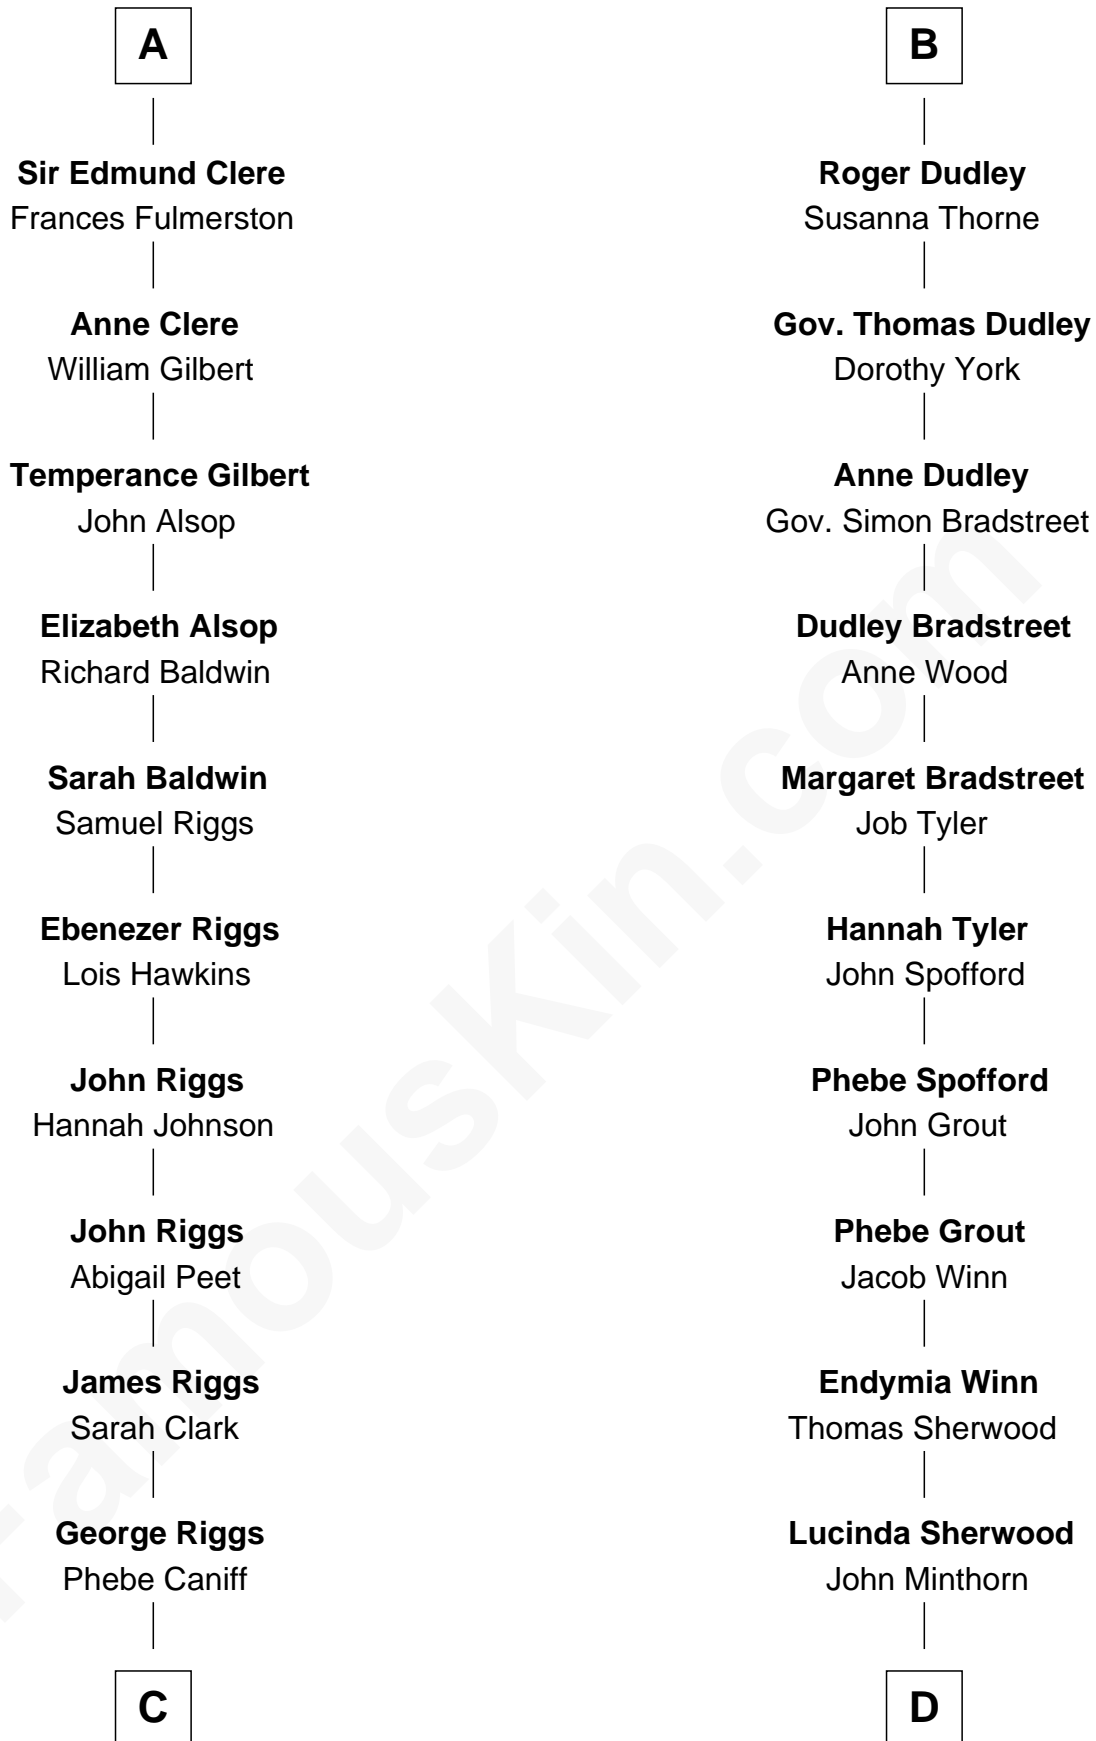 A
Sir Edmund Clere
Frances Fulmerston
Anne Clere
William Gilbert
Temperance Gilbert
John Alsop
Elizabeth Alsop
Richard Baldwin
Sarah Baldwin
Samuel Riggs
Ebenezer Riggs
Lois Hawkins
John Riggs
Hannah Johnson
John Riggs
Abigail Peet
James Riggs
Sarah Clark
George Riggs
Phebe Caniff
C
B
Roger Dudley
Susanna Thorne
Gov. Thomas Dudley
Dorothy York
Anne Dudley
Gov. Simon Bradstreet
Dudley Bradstreet
Anne Wood
Margaret Bradstreet
Job Tyler
Hannah Tyler
John Spofford
Phebe Spofford
John Grout
Phebe Grout
Jacob Winn
Endymia Winn
Thomas Sherwood
Lucinda Sherwood
John Minthorn
D
FamousKin.com